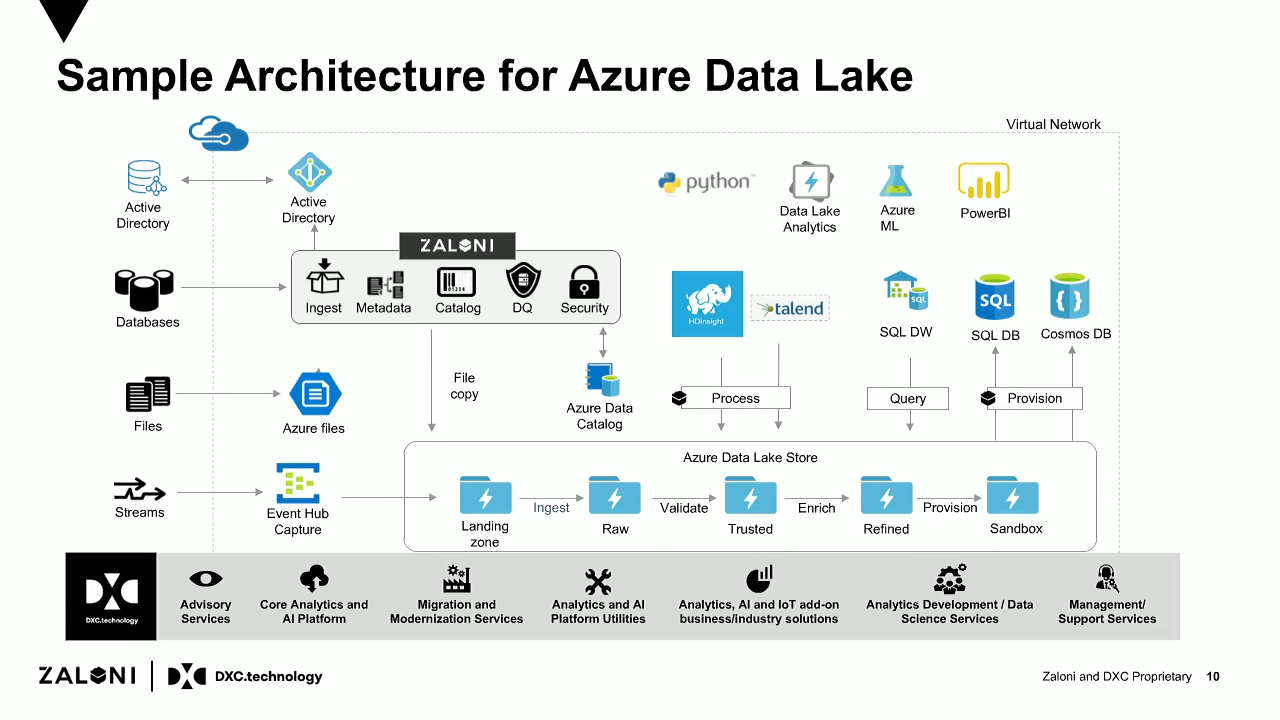 Sample Architecture for Azure Data Lake
Virtual Network
Active
Directory
Active
Directory
python
Data Lake
Analytics
Azure
ML
PowerBI
ZALONI
Ingest
Metadata
Catalog
DQ
Security
01234
Databases
HDInsight
talend
SQL
SQL DW
SQL
SQL DB
Cosmos DB
File
copy
Azure Data
Catalog
Process
Query
Provision
Files
Azure files
Azure Data Lake Store
Streams
Event Hub
Capture
Landing
zone
Ingest
Raw
Validate
Trusted
Enrich
Refined
Provision
Sandbox
DXC.technology
Advisory
Services
Core Analytics and
AI Platform
Migration and
Modernization Services
Analytics and AI
Platform Utilities
Analytics, AI and IoT add-on
business/industry solutions
Analytics Development / Data
Science Services
Management/
Support Services
ZALONI
DXC.technology
Zaloni and DXC Proprietary 10